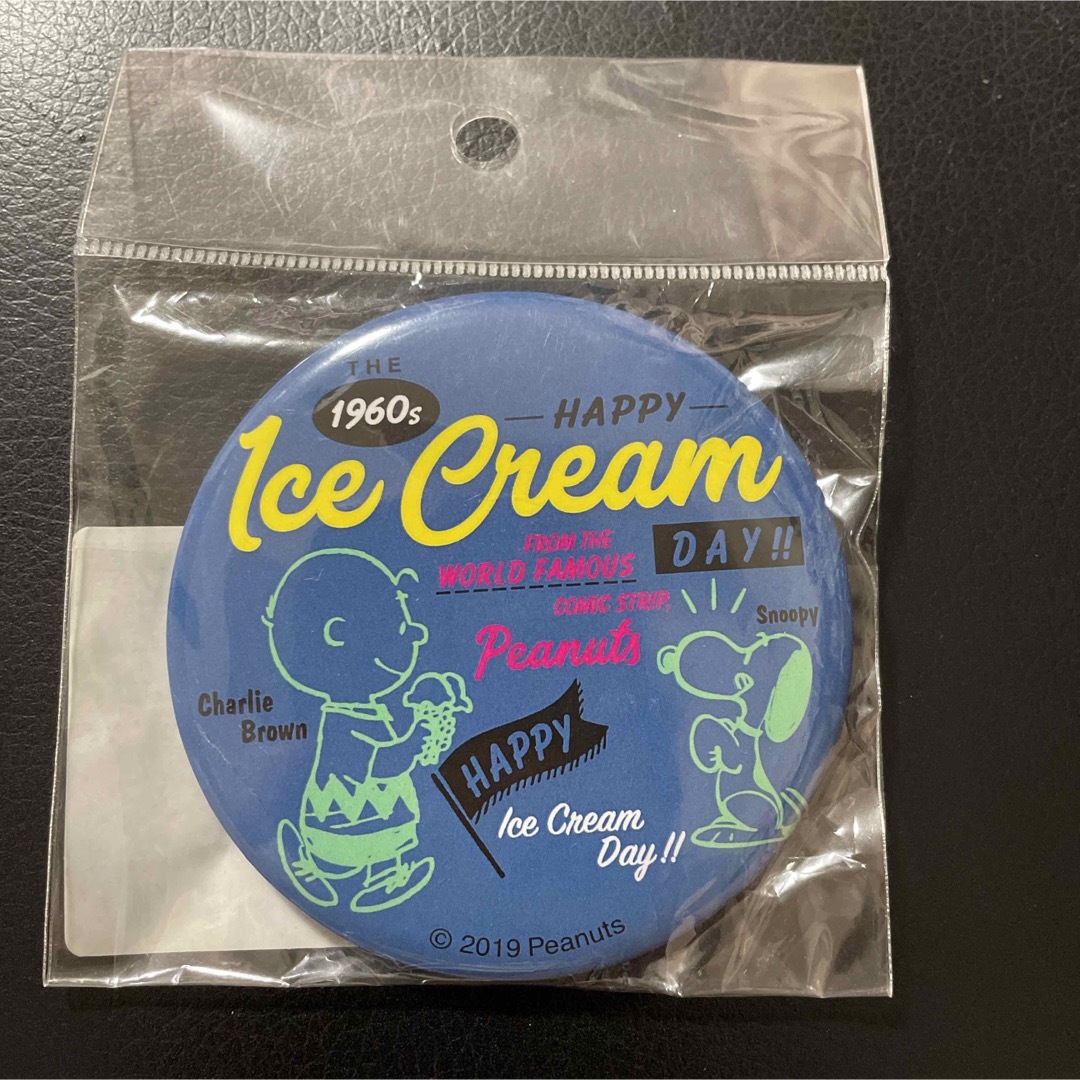 THE
1960s
HAPPY
Ice Cream
DAY!!
FROM THE
WORLD FAMOUS
COMIC STRIP,
Peanuts
Snoopy
Charlie
Brown
HAPPY
Ice Cream
Day!!
© 2019 Peanuts